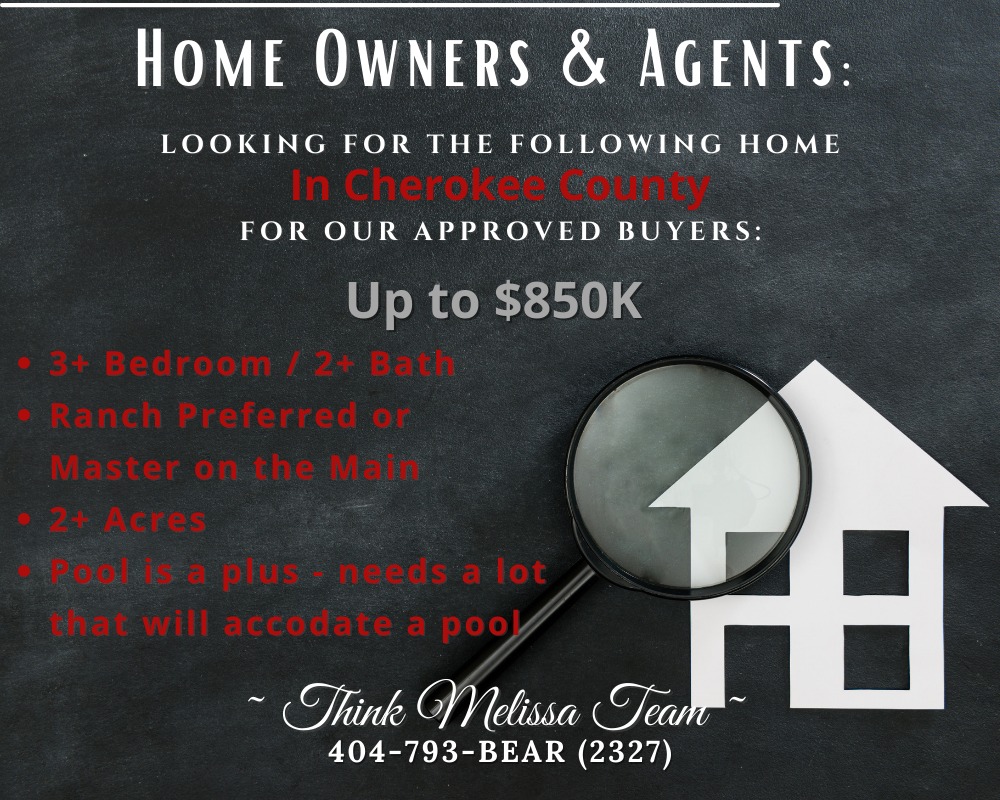 HOME OWNERS & AGENTS:
LOOKING FOR THE FOLLOWING HOME
In Cherokee County
FOR OUR APPROVED BUYERS:
Up to $850K
• 3+ Bedroom / 2+ Bath
• Ranch Preferred or
Master on the Main
• 2+ Acres
• Pool is a plus - needs a lot
that will accodate a pool
~ Think Melissa Team ~
404-793-BEAR (2327)